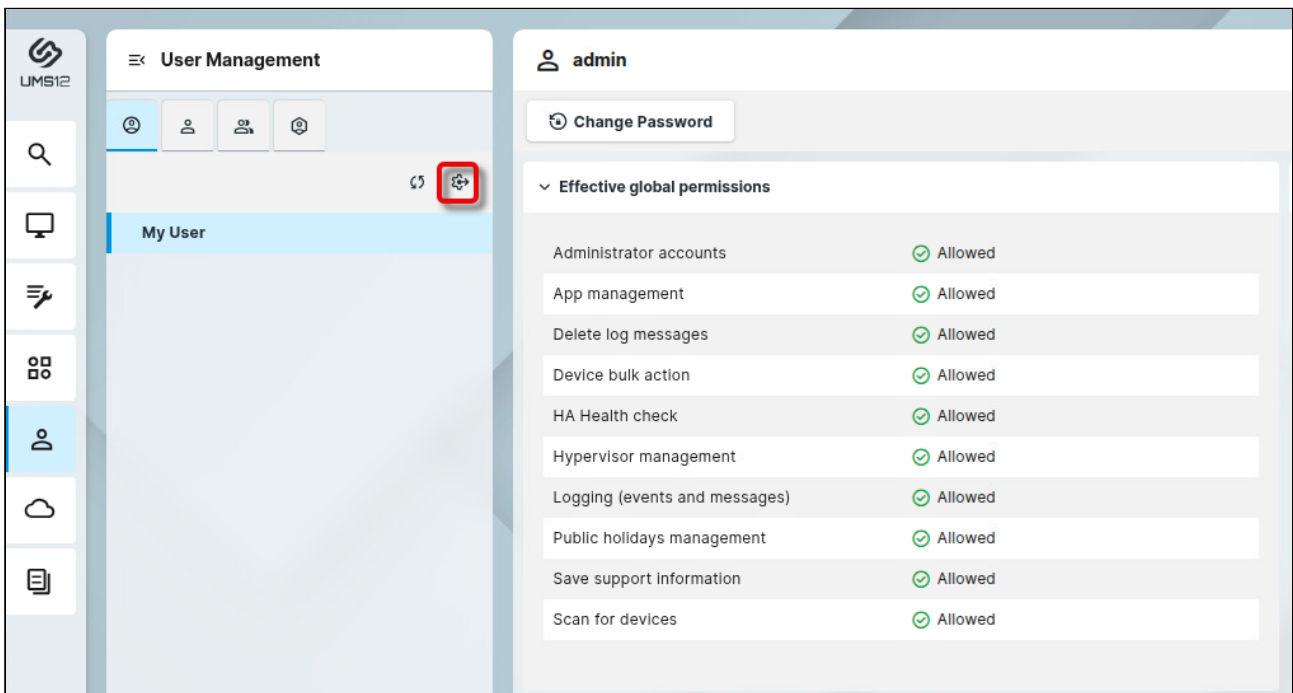 UMS12
User Management
My User
admin
Change Password
Effective global permissions
Administrator accounts Allowed
App management Allowed
Delete log messages Allowed
Device bulk action Allowed
HA Health check Allowed
Hypervisor management Allowed
Logging (events and messages) Allowed
Public holidays management Allowed
Save support information Allowed
Scan for devices Allowed